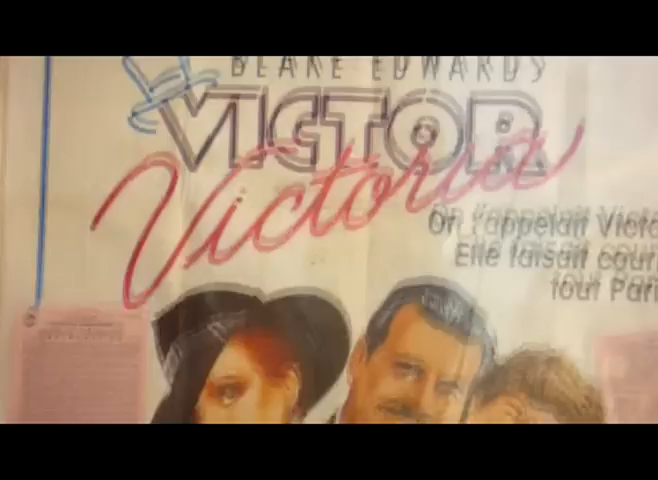 BLAKE EDWARDS
VICTOR
Victoria
On l'appelait Victo
Elle faisait cour
tout Pari